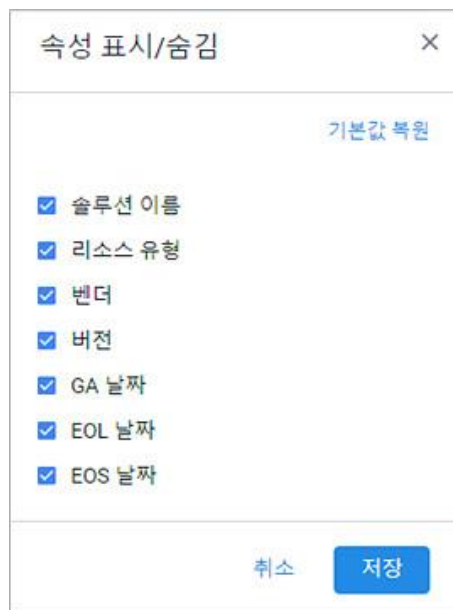 속성 표시/숨김
기본값 복원
솔루션 이름
리소스 유형
벤더
버전
GA 날짜
EOL 날짜
EOS 날짜
취소
저장